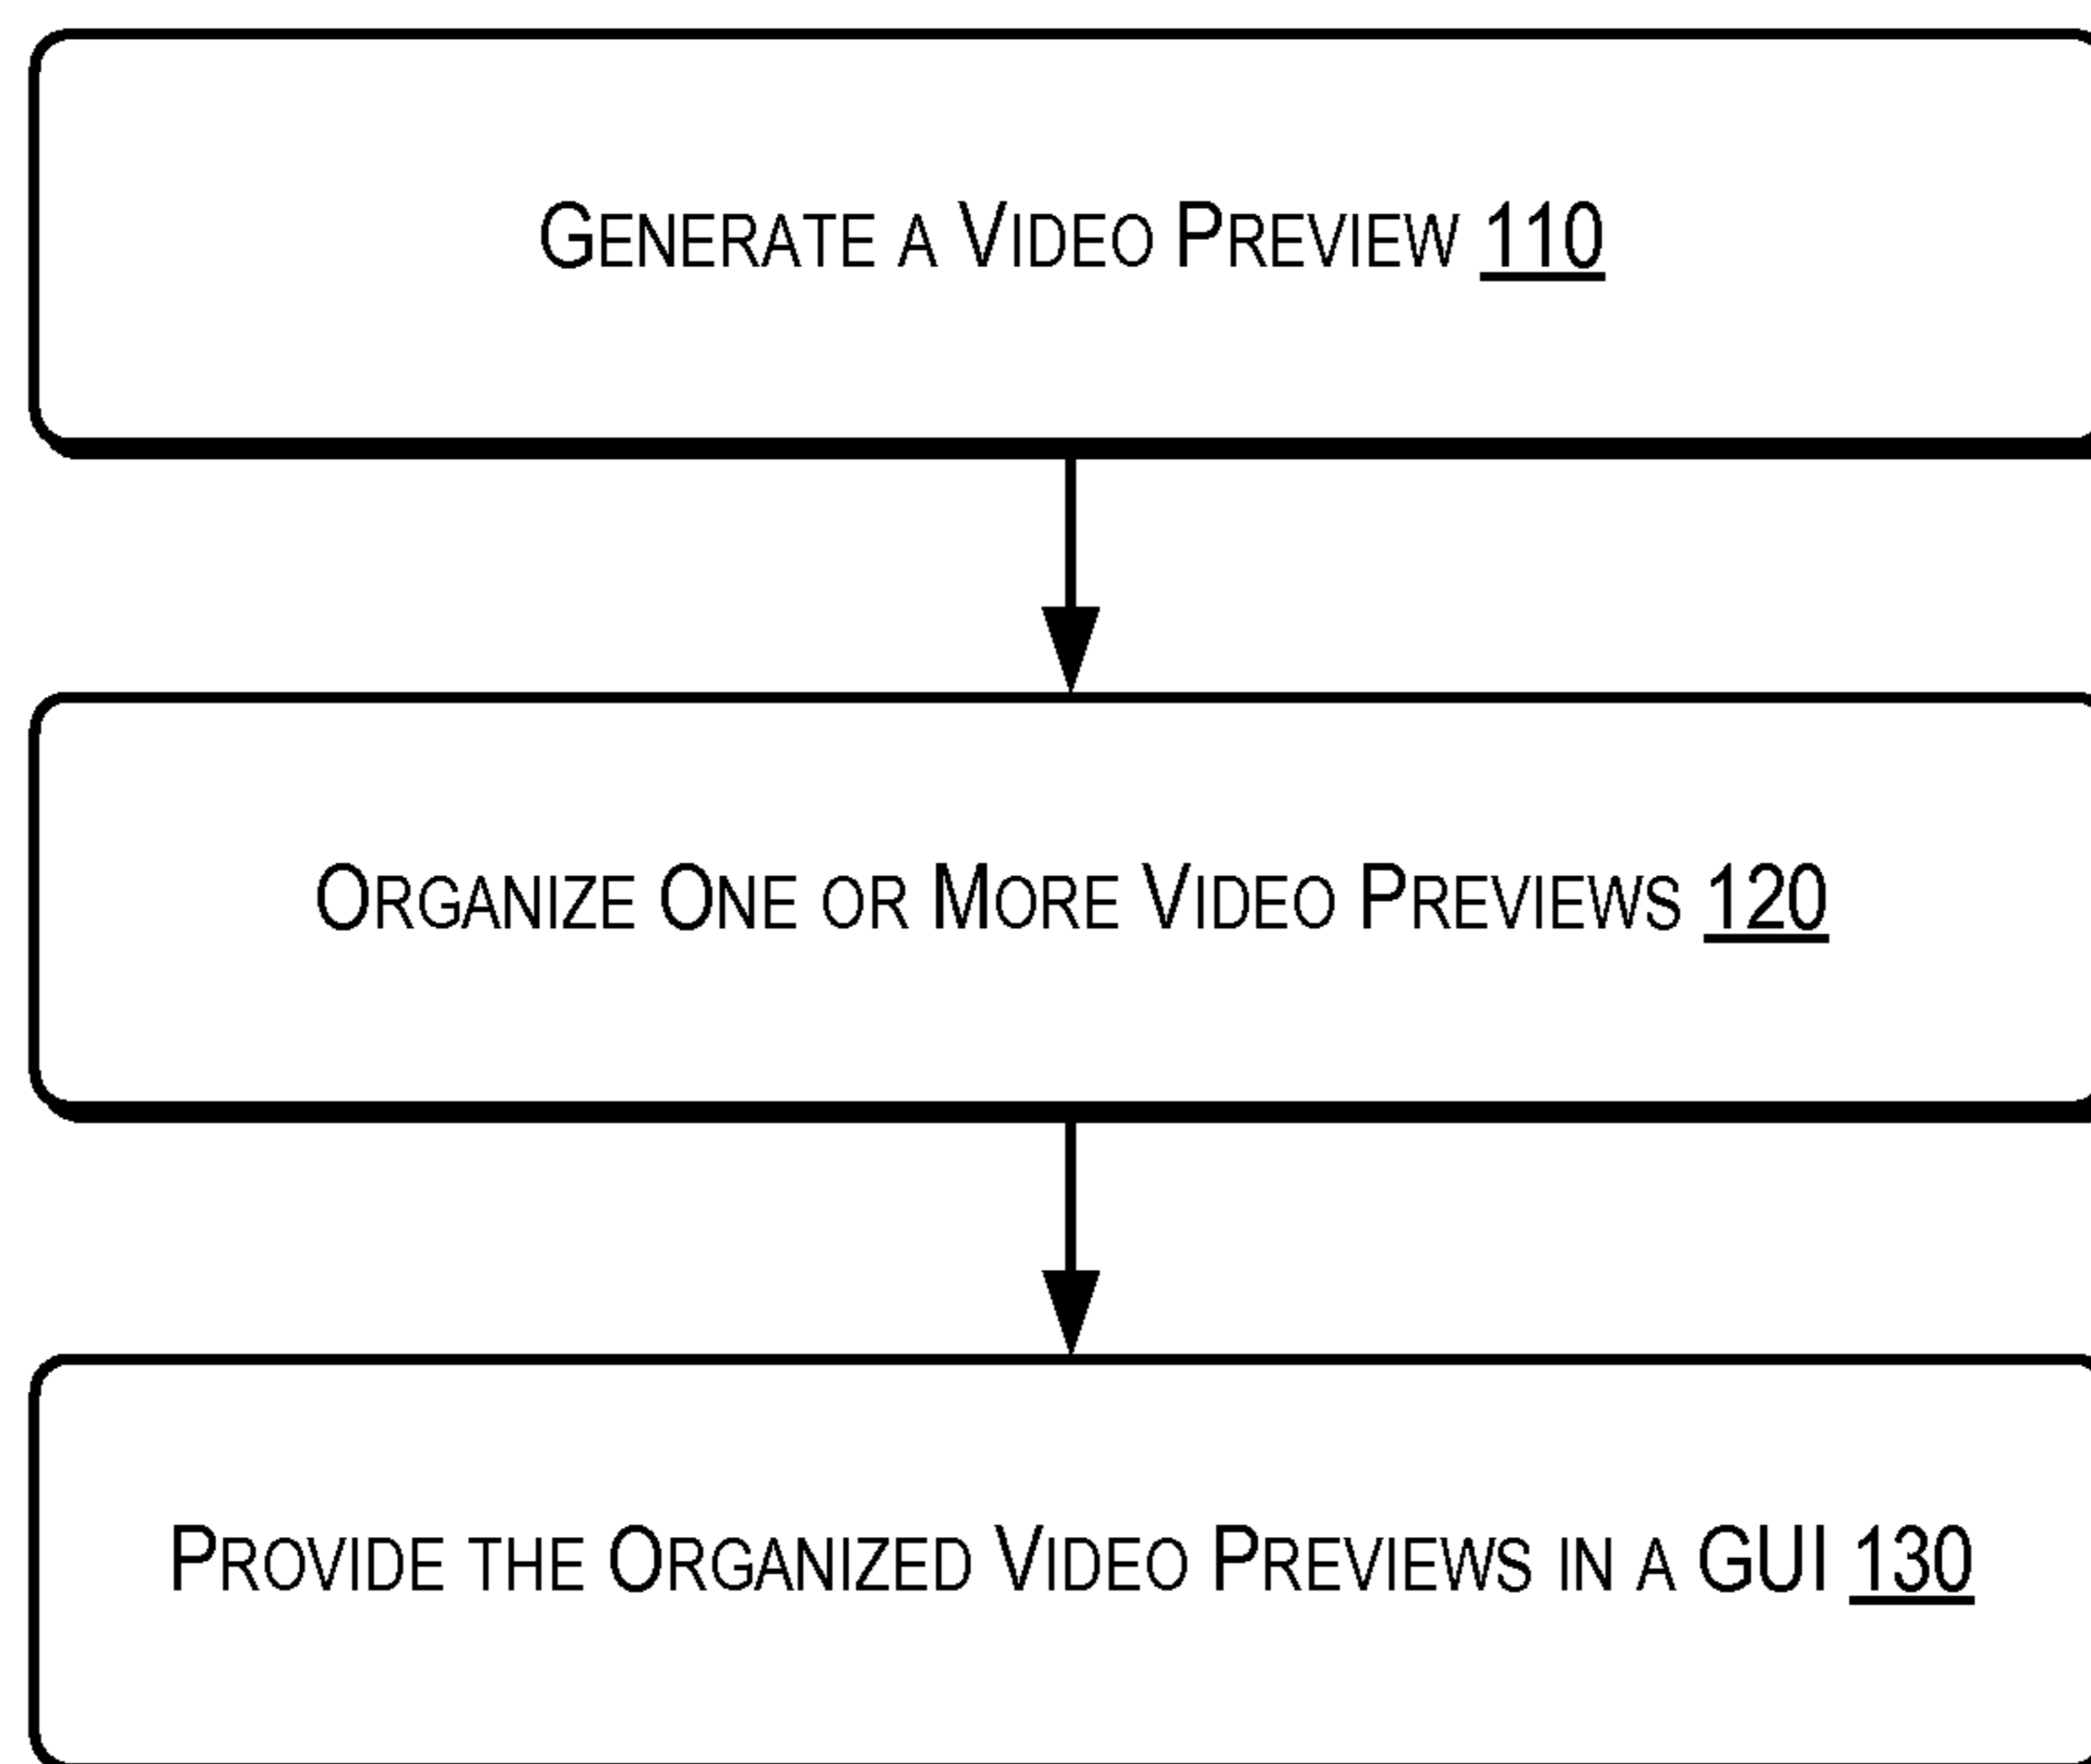 Generate a Video Preview 110
Organize One or More Video Previews 120
Provide the Organized Video Previews in a GUI 130